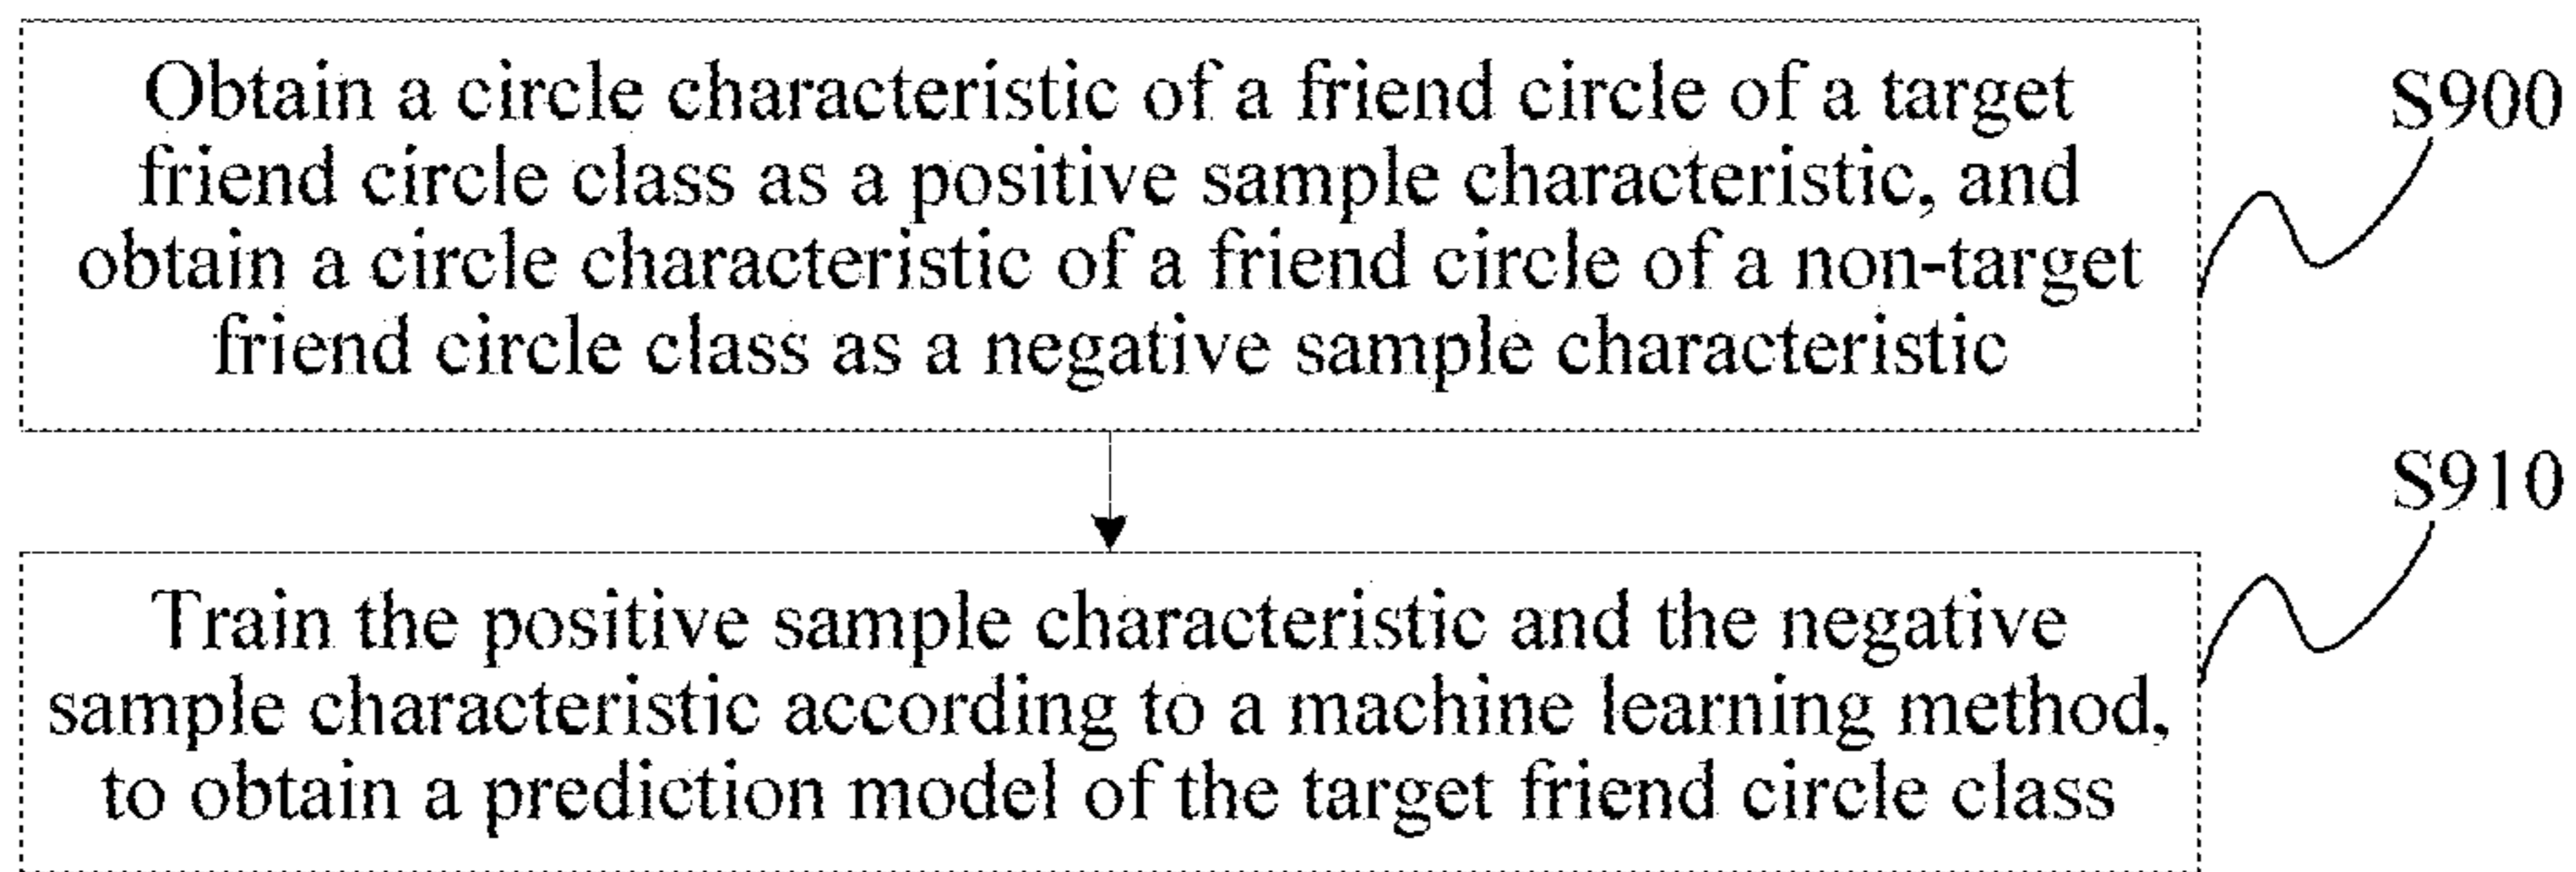 Obtain a circle characteristic of a friend circle of a target
friend circle class as a positive sample characteristic, and
obtain a circle characteristic of a friend circle of a non-target
friend circle class as a negative sample characteristic
S900
Train the positive sample characteristic and the negative
sample characteristic according to a machine learning method,
to obtain a prediction model of the target friend circle class
S910